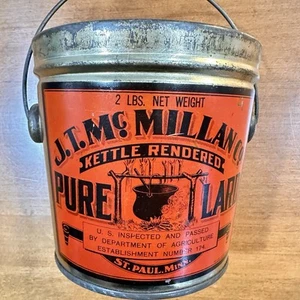 2 LBS. NET WEIGHT
J.T. McMILLAN Co
KETTLE RENDERED
PURE LARD
U. S. INSPECTED AND PASSED
BY DEPARTMENT OF AGRICULTURE
ESTABLISHMENT NUMBER 174.
ST. PAUL, MINN.